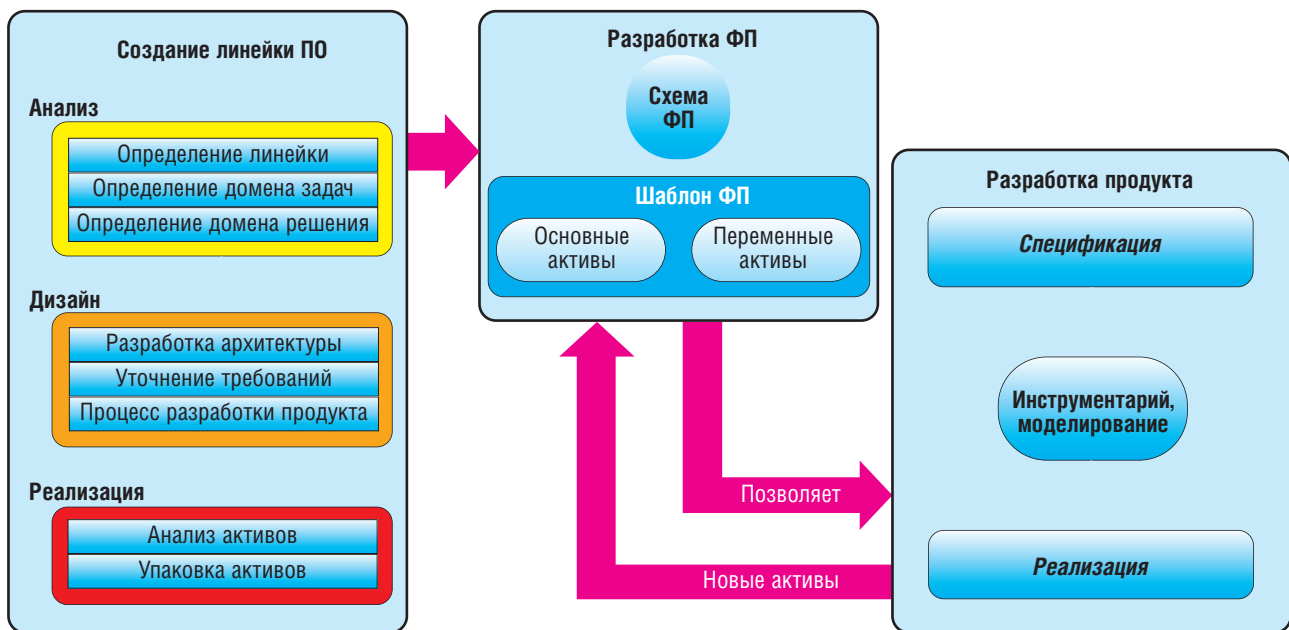 Создание линейки ПО
Анализ
Определение линейки
Определение домена задач
Определение домена решения
Дизайн
Разработка архитектуры
Уточнение требований
Процесс разработки продукта
Реализация
Анализ активов
Упаковка активов
Разработка ФП
Схема
ФП
Шаблон ФП
Основные
активы
Переменные
активы
Позволяет
Новые активы
Разработка продукта
Спецификация
Инструментарий,
моделирование
Реализация